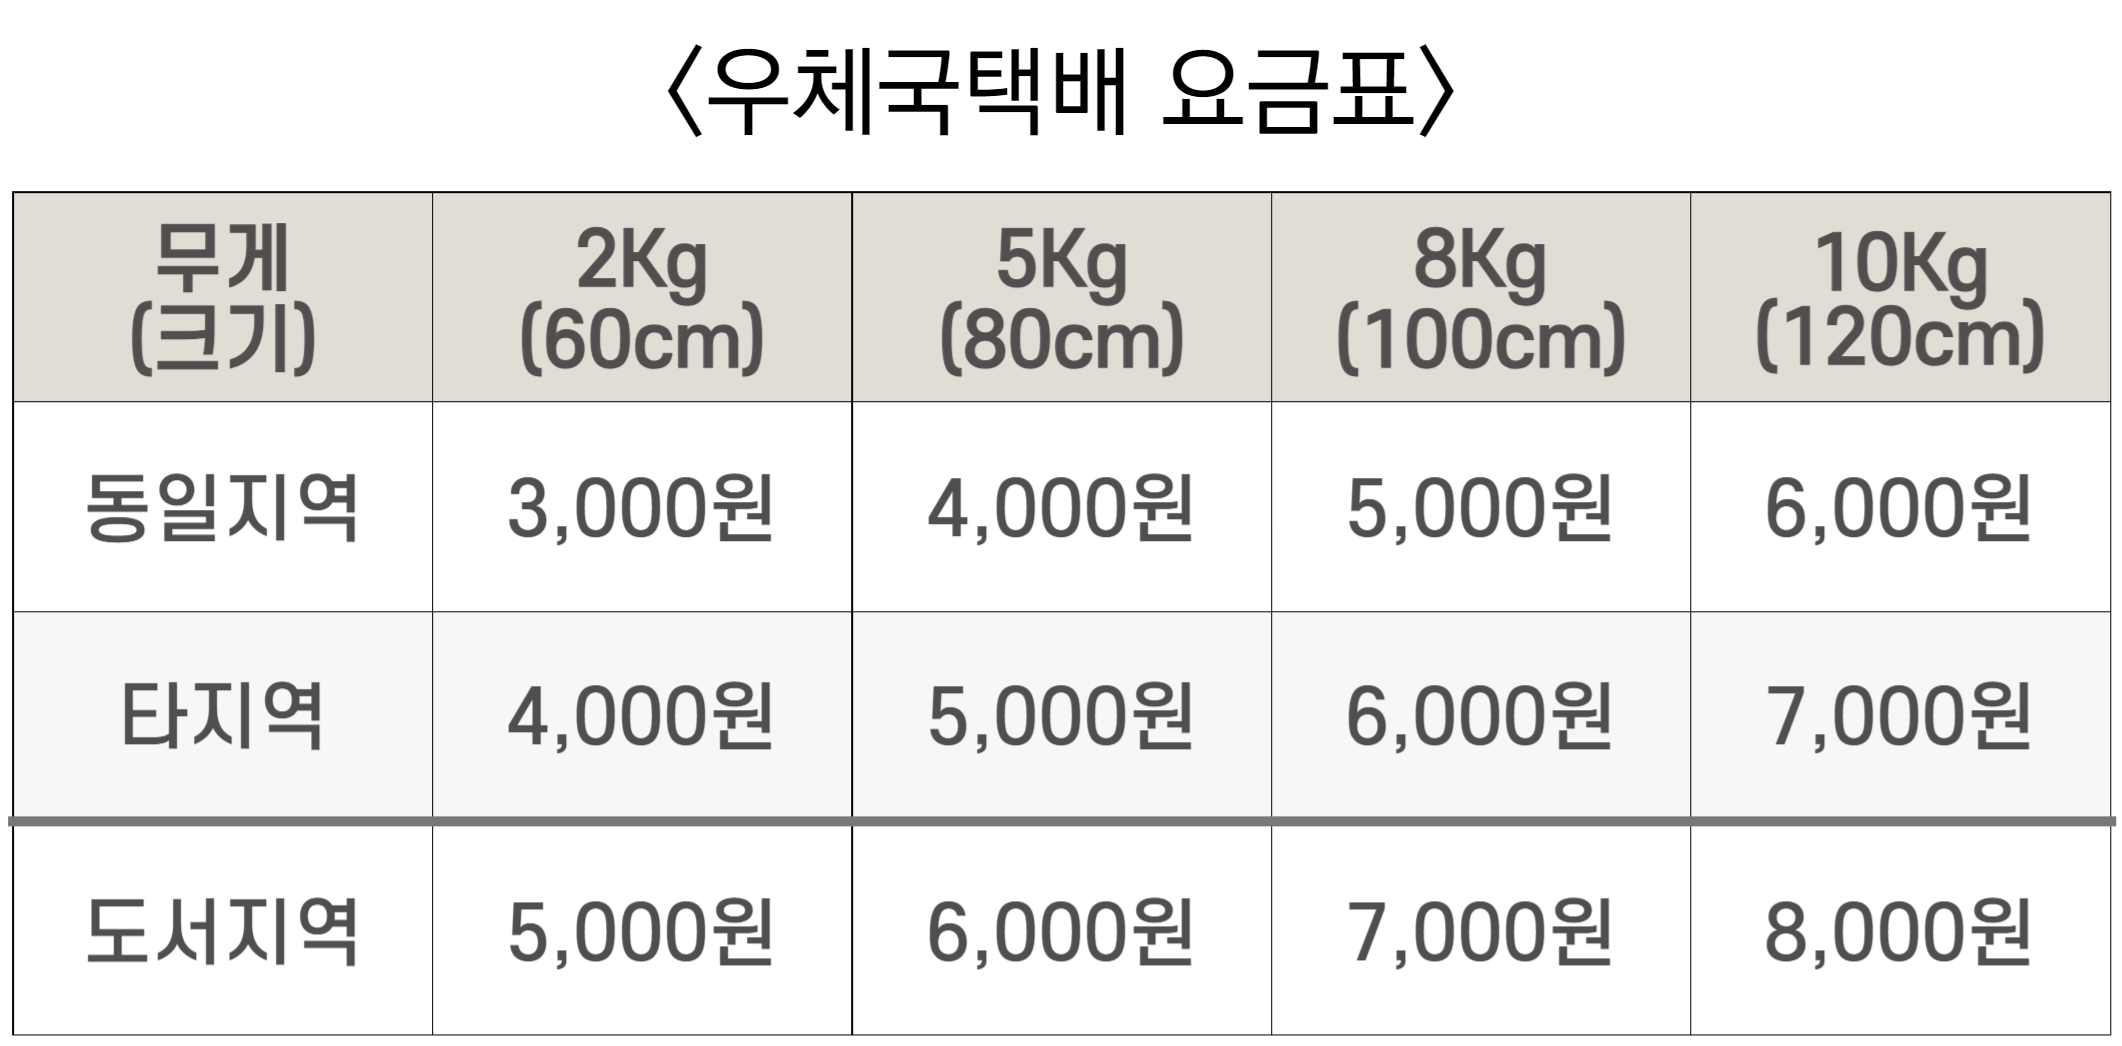 <우체국택배 요금표>
무게 2Kg 5Kg 8Kg 10Kg
(크기) (60cm) (80cm) (100cm) (120cm)
동일지역 3,000원 4,000원 5,000원 6,000원
타지역 4,000원 5,000원 6,000원 7,000원
도서지역 5,000원 6,000원 7,000원 8,000원